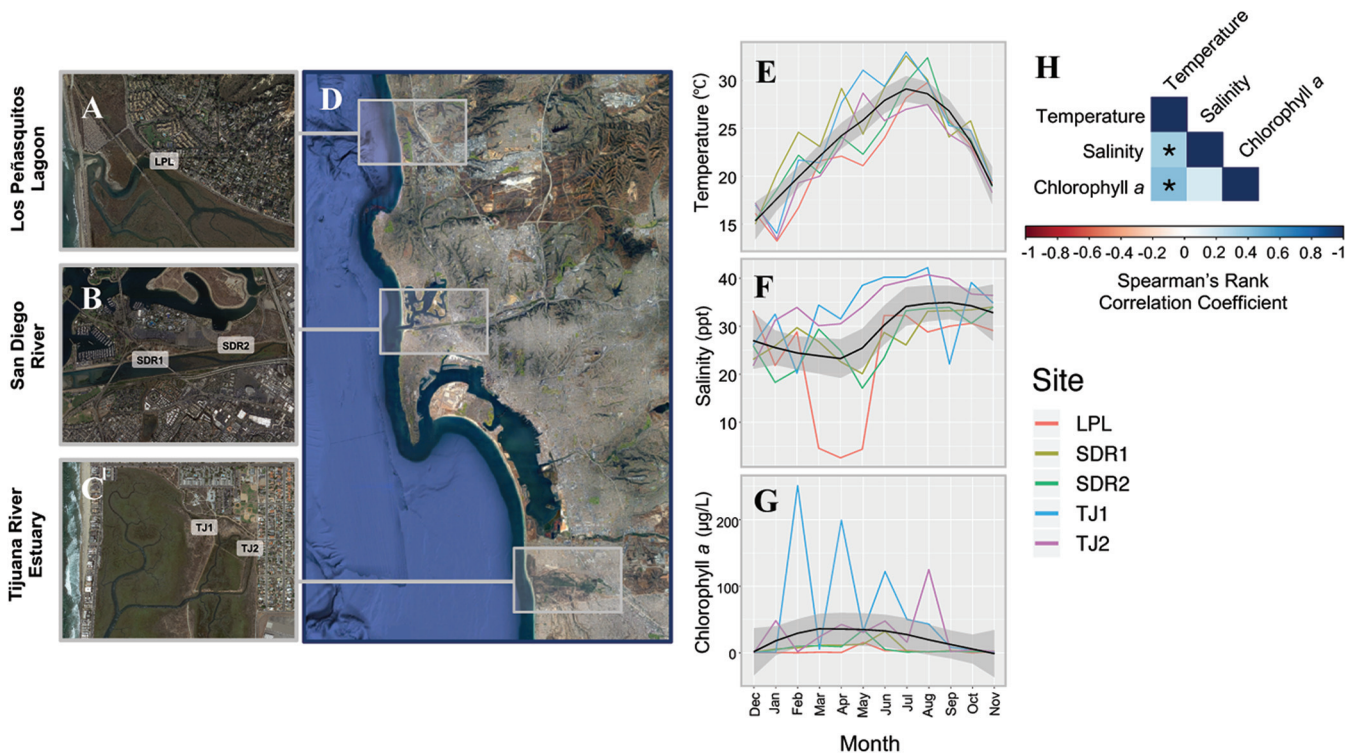 Los Peñasquitos
Lagoon
A
LPL
San Diego
River
B
SDR1
SDR2
Tijuana River
Estuary
C
TJ1
TJ2
D
E
Temperature (°C)
30
25
20
15
F
Salinity (ppt)
40
30
20
10
G
Chlorophyll a (µg/L)
200
100
0
Dec
Jan
Feb
Mar
Apr
May
Jun
Jul
Aug
Sep
Oct
Nov
Month
H
Temperature
Salinity
Chlorophyll a
Temperature
Salinity
*
Chlorophyll a
*
-1 -0.8 -0.6 -0.4 -0.2 0 0.2 0.4 0.6 0.8 1
Spearman's Rank
Correlation Coefficient
Site
LPL
SDR1
SDR2
TJ1
TJ2